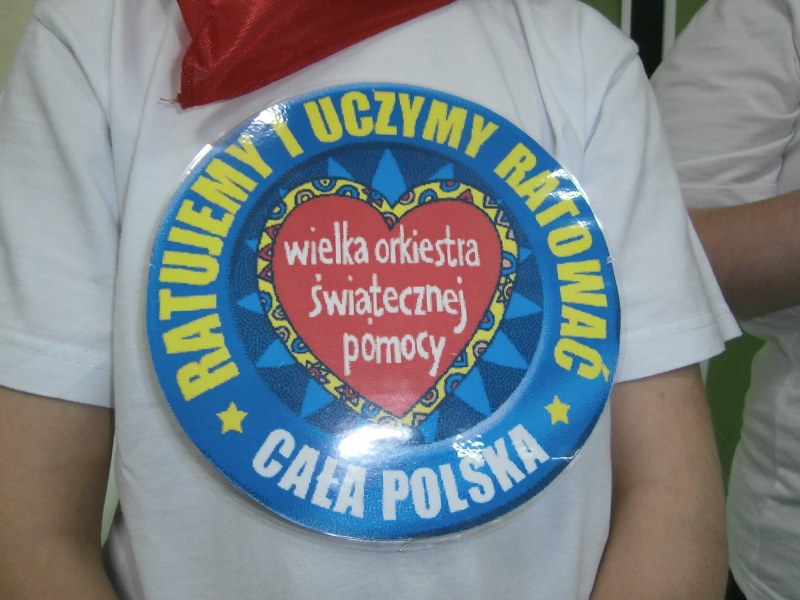 RATUJEMY I UCZYMY RATOWAĆ
wielka orkiestra
świątecznej
pomocy
CAŁA POLSKA